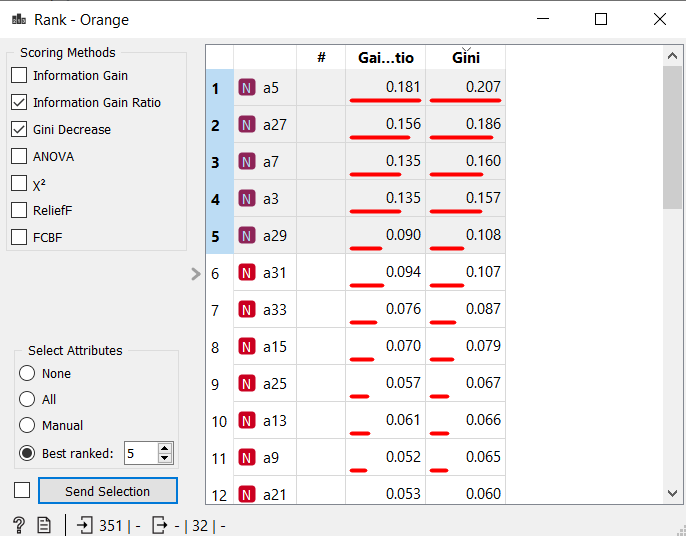 Rank - Orange
Scoring Methods
Information Gain
Information Gain Ratio
Gini Decrease
ANOVA
χ²
ReliefF
FCBF
Select Attributes
None
All
Manual
Best ranked: 5
Send Selection
# Gai...tio Gini
1 N a5 0.181 0.207
2 N a27 0.156 0.186
3 N a7 0.135 0.160
4 N a3 0.135 0.157
5 N a29 0.090 0.108
6 N a31 0.094 0.107
7 N a33 0.076 0.087
8 N a15 0.070 0.079
9 N a25 0.057 0.067
10 N a13 0.061 0.066
11 N a9 0.052 0.065
12 N a21 0.053 0.060
? 351 | - - | 32 | -